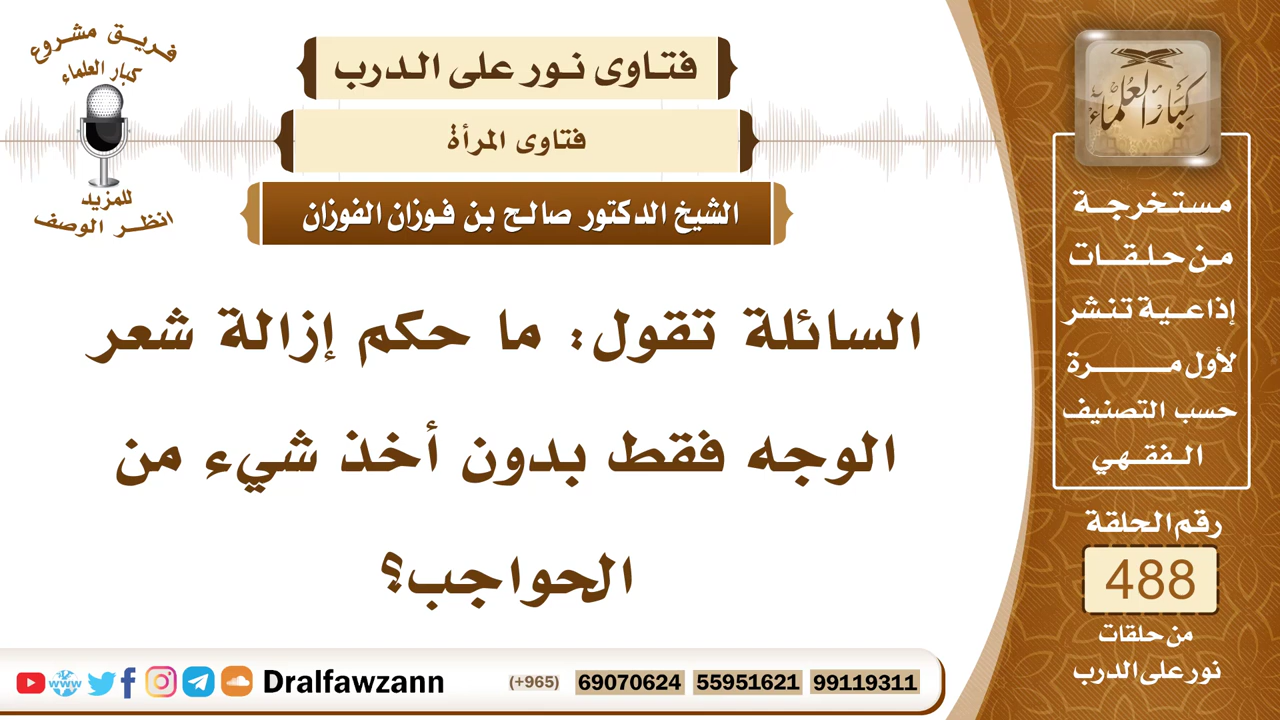 فريق مشروع
كبار العلماء
للمزيد
انظر الوصف
فتاوى نور على الدرب
فتاوى المرأة
الشيخ الدكتور صالح بن فوزان الفوزان
السائلة تقول: ما حكم إزالة شعر
الوجه فقط بدون أخذ شيء من
الحواجب؟
كبار العلماء
مستخرجة
من حلقات
إذاعية تنشر
لأول مرة
حسب التصنيف
الفقهي
رقم الحلقة
488
من حلقات
نور على الدرب
www
Dralfawzann
(+965)
69070624
55951621
99119311